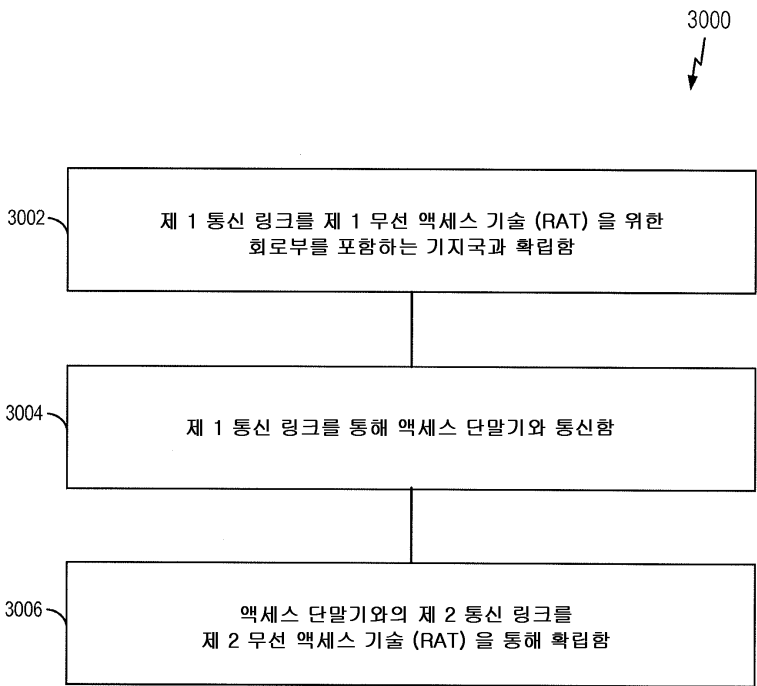 3000
3002
제 1 통신 링크를 제 1 무선 액세스 기술 (RAT) 을 위한
회로부를 포함하는 기지국과 확립함
3004
제 1 통신 링크를 통해 액세스 단말기와 통신함
3006
액세스 단말기와의 제 2 통신 링크를
제 2 무선 액세스 기술 (RAT) 을 통해 확립함